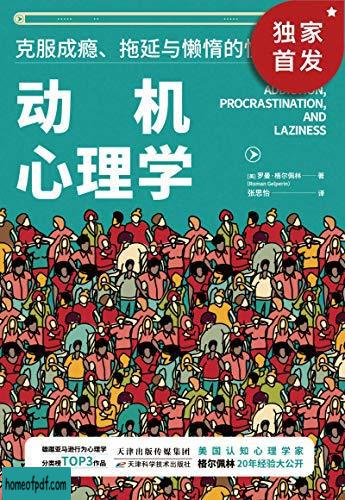 克服成瘾、拖延与懒惰的
独家
首发
ADDICTION,
PROCRASTINATION,
AND
LAZINESS
动机
心理学
[美] 罗曼·格尔佩林 著
(Roman Gelperin)
张思怡 译
雄踞亚马逊行为心理学
分类榜TOP3作品
天津出版传媒集团
天津科学技术出版社
美国认知心理学家
格尔佩林20年经验大公开
homeofpdf.com